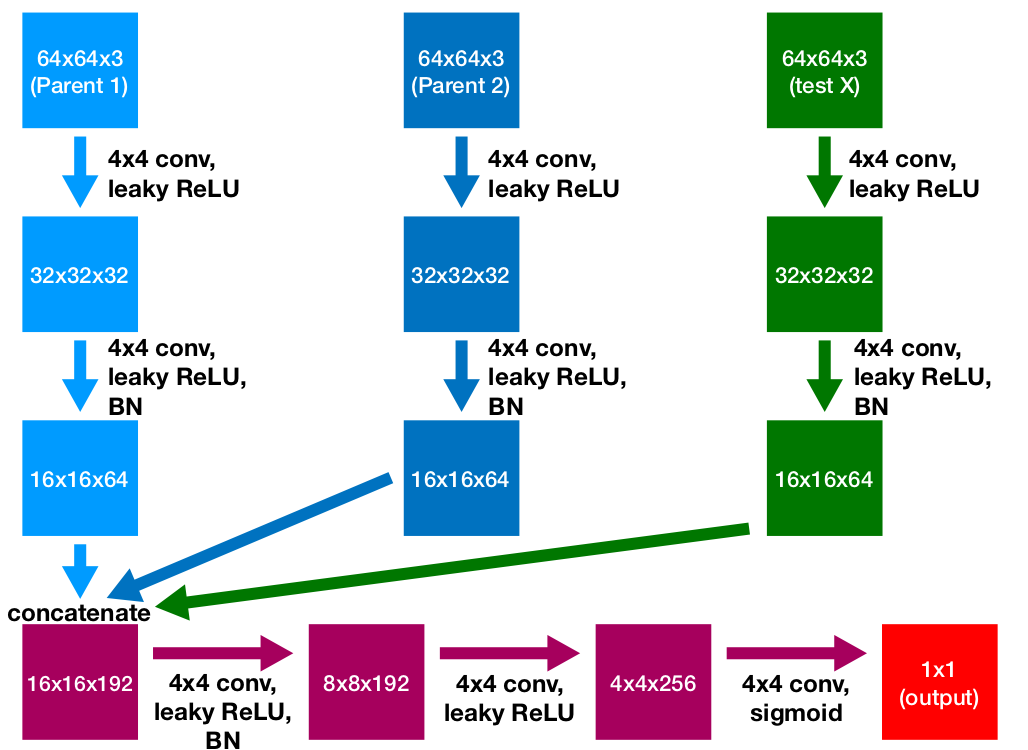 64x64x3
(Parent 1)
64x64x3
(Parent 2)
64x64x3
(test X)
4x4 conv,
leaky ReLU
4x4 conv,
leaky ReLU
4x4 conv,
leaky ReLU
32x32x32
32x32x32
32x32x32
4x4 conv,
leaky ReLU,
BN
4x4 conv,
leaky ReLU,
BN
4x4 conv,
leaky ReLU,
BN
16x16x64
16x16x64
16x16x64
concatenate
16x16x192
4x4 conv,
leaky ReLU,
BN
8x8x192
4x4 conv,
leaky ReLU
4x4x256
4x4 conv,
sigmoid
1x1
(output)